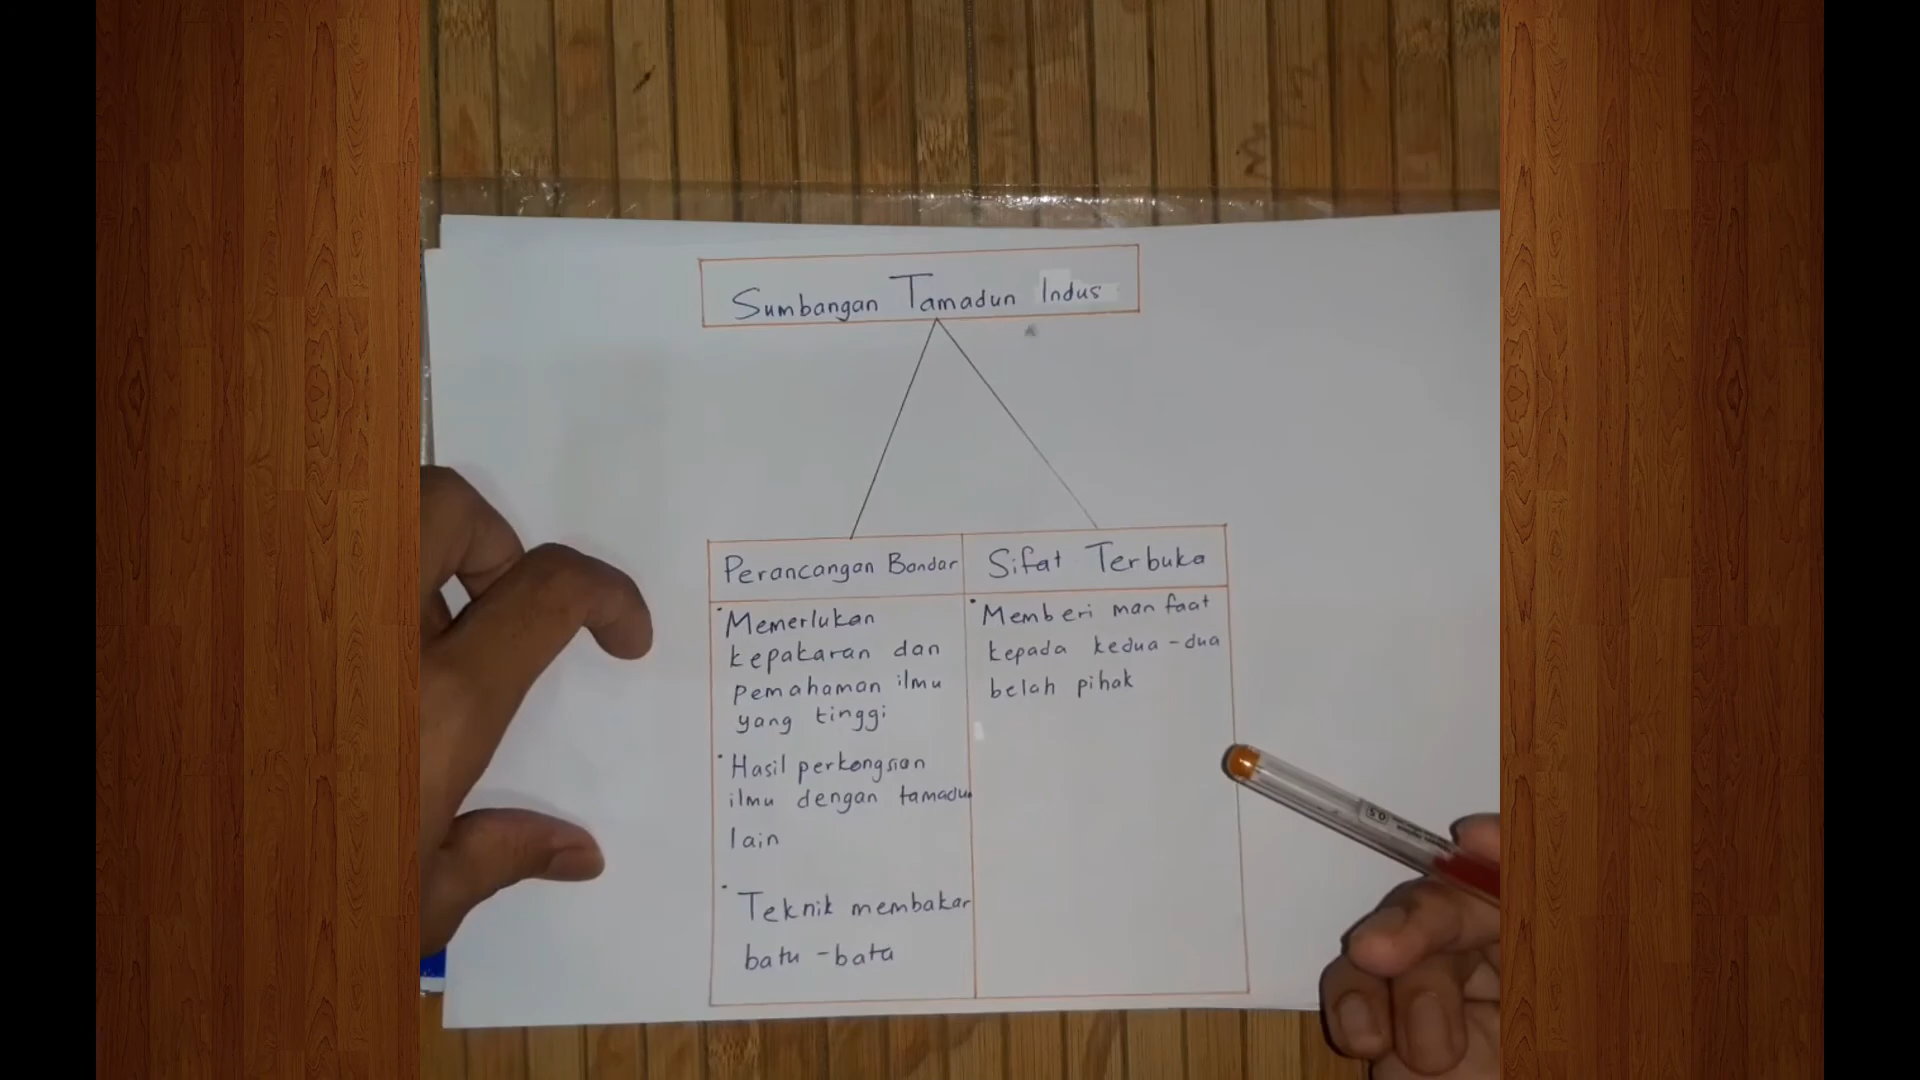 Sumbangan Tamadun Indus
Perancangan Bandar
Memerlukan
kepakaran dan
pemahaman ilmu
yang tinggi
Hasil perkongsian
ilmu dengan tamadun
lain
Teknik membakar
batu-bata
Sifat Terbuka
Memberi manfaat
kepada kedua-dua
belah pihak